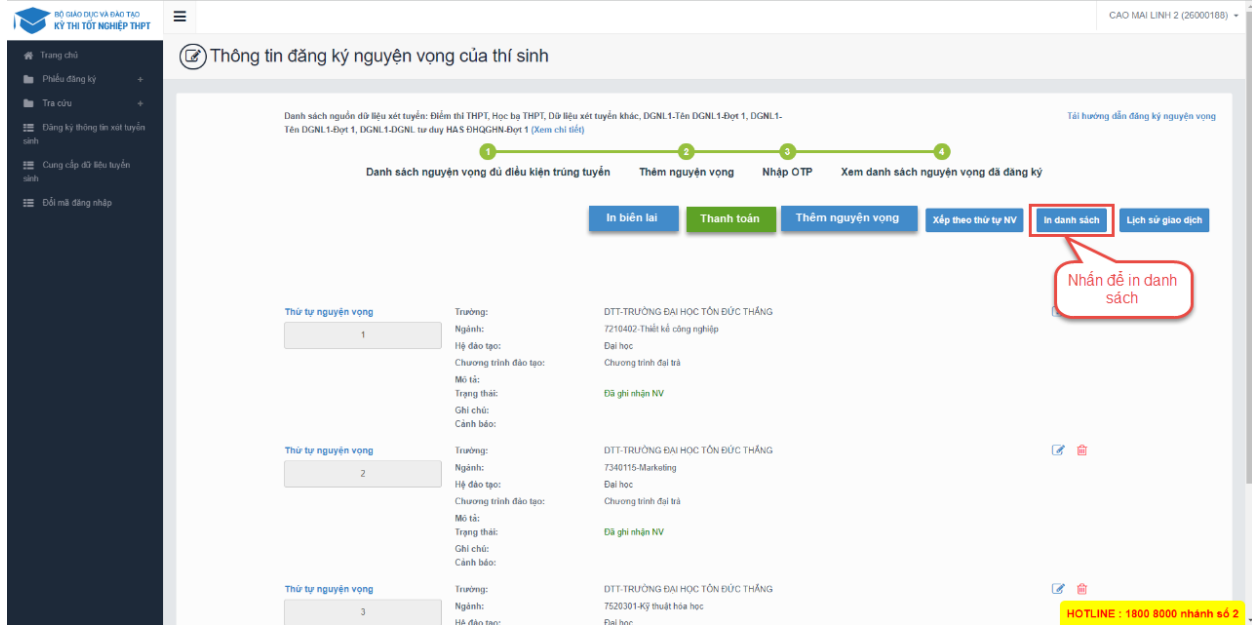 BỘ GIÁO DỤC VÀ ĐÀO TẠO
KỲ THI TỐT NGHIỆP THPT
CAO MAI LINH 2 (26000188)
Trang chủ
Phiếu đăng ký +
Tra cứu +
Đăng ký thông tin xét tuyển
sinh
Cung cấp dữ liệu tuyển
sinh
Đổi mã đăng nhập
Thông tin đăng ký nguyện vọng của thí sinh
Danh sách nguồn dữ liệu xét tuyển: Điểm thi THPT, Học bạ THPT, Dữ liệu xét tuyển khác, DGNL1-Tên DGNL1-Đợt 1, DGNL1-
Tên DGNL1-Đợt 1, DGNL1-DGNL tư duy HAS ĐHQGHN-Đợt 1 (Xem chi tiết)
Tải hướng dẫn đăng ký nguyện vọng
1 2 3 4
Danh sách nguyện vọng đủ điều kiện trúng tuyển Thêm nguyện vọng Nhập OTP Xem danh sách nguyện vọng đã đăng ký
In biên lai Thanh toán Thêm nguyện vọng Xếp theo thứ tự NV In danh sách Lịch sử giao dịch
Nhấn để in danh
sách
Thứ tự nguyện vọng Trường: DTT-TRƯỜNG ĐẠI HỌC TÔN ĐỨC THẮNG
1 Ngành: 7210402-Thiết kế công nghiệp
Hệ đào tạo: Đại học
Chương trình đào tạo: Chương trình đại trà
Mô tả:
Trạng thái: Đã ghi nhận NV
Ghi chú:
Cảnh báo:
Thứ tự nguyện vọng Trường: DTT-TRƯỜNG ĐẠI HỌC TÔN ĐỨC THẮNG
2 Ngành: 7340115-Marketing
Hệ đào tạo: Đại học
Chương trình đào tạo: Chương trình đại trà
Mô tả:
Trạng thái: Đã ghi nhận NV
Ghi chú:
Cảnh báo:
Thứ tự nguyện vọng Trường: DTT-TRƯỜNG ĐẠI HỌC TÔN ĐỨC THẮNG
3 Ngành: 7520301-Kỹ thuật hóa học
Hệ đào tạo: Đại học
HOTLINE : 1800 8000 nhánh số 2